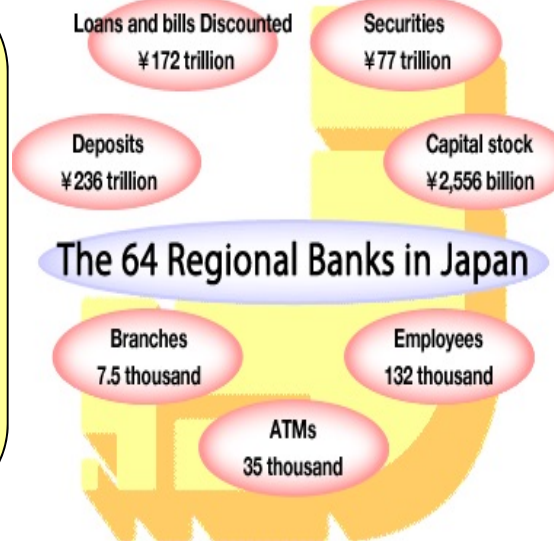 Loans and bills Discounted
¥172 trillion
Securities
¥77 trillion
Deposits
¥236 trillion
Capital stock
¥2,556 billion
The 64 Regional Banks in Japan
Branches
7.5 thousand
Employees
132 thousand
ATMs
35 thousand